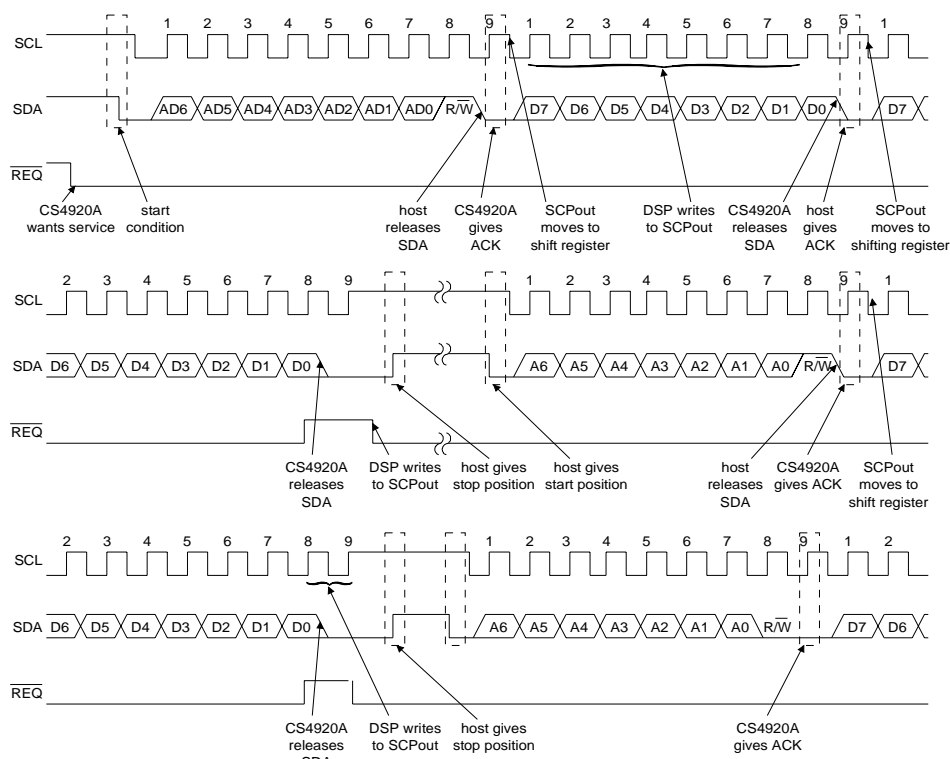 1 2 3 4 5 6 7 8 9 1 2 3 4 5 6 7 8 9 1
SCL
SDA AD6 AD5 AD4 AD3 AD2 AD1 AD0 R/W D7 D6 D5 D4 D3 D2 D1 D0 D7
REQ
CS4920A wants service
start condition
host releases SDA
CS4920A gives ACK
SCPout moves to shift register
DSP writes to SCPout
CS4920A releases SDA
host gives ACK
SCPout moves to shifting register
2 3 4 5 6 7 8 9 1 2 3 4 5 6 7 8 9 1
SCL
SDA D6 D5 D4 D3 D2 D1 D0 A6 A5 A4 A3 A2 A1 A0 R/W D7
REQ
CS4920A releases SDA
DSP writes to SCPout
host gives stop position
host gives start position
host releases SDA
CS4920A gives ACK
SCPout moves to shift register
2 3 4 5 6 7 8 9 1 2 3 4 5 6 7 8 9 1 2
SCL
SDA D6 D5 D4 D3 D2 D1 D0 A6 A5 A4 A3 A2 A1 A0 R/W D7 D6
REQ
CS4920A releases
DSP writes to SCPout
host gives stop position
CS4920A gives ACK